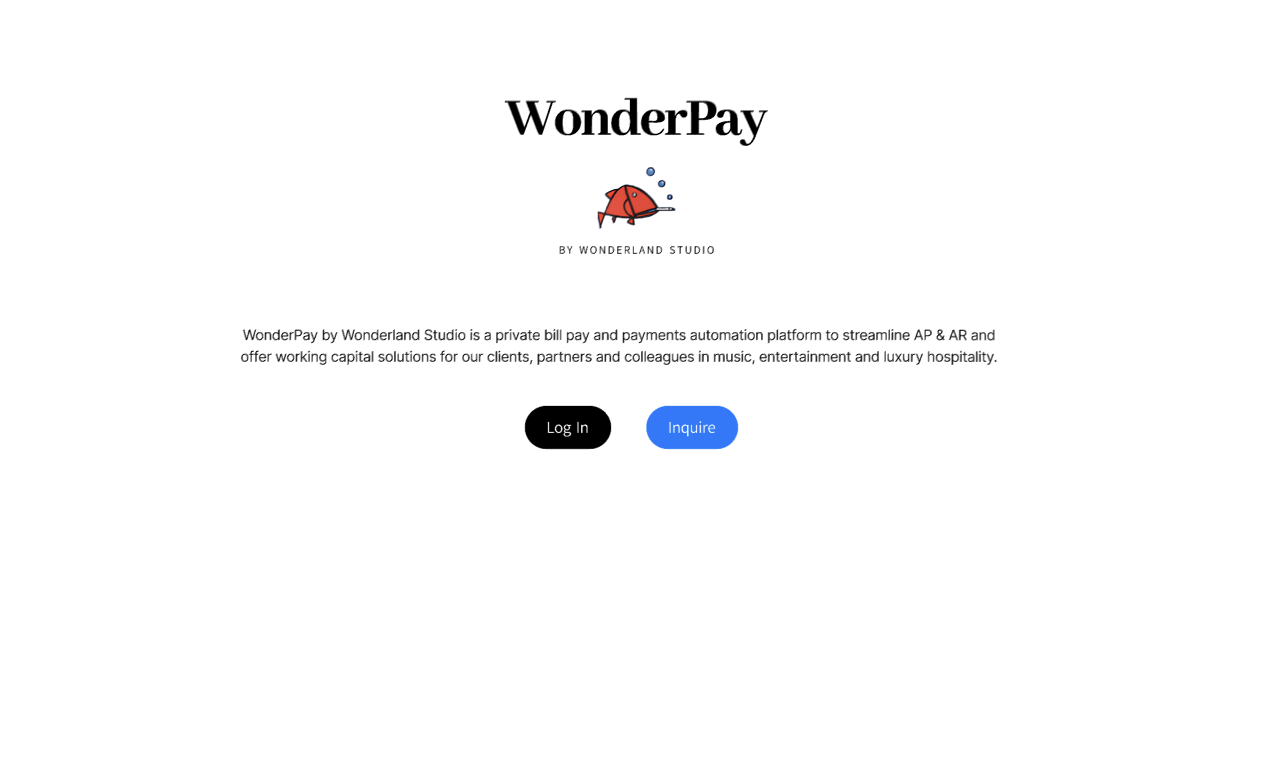 WonderPay
BY WONDERLAND STUDIO
WonderPay by Wonderland Studio is a private bill pay and payments automation platform to streamline AP & AR and
offer working capital solutions for our clients, partners and colleagues in music, entertainment and luxury hospitality.
Log In
Inquire